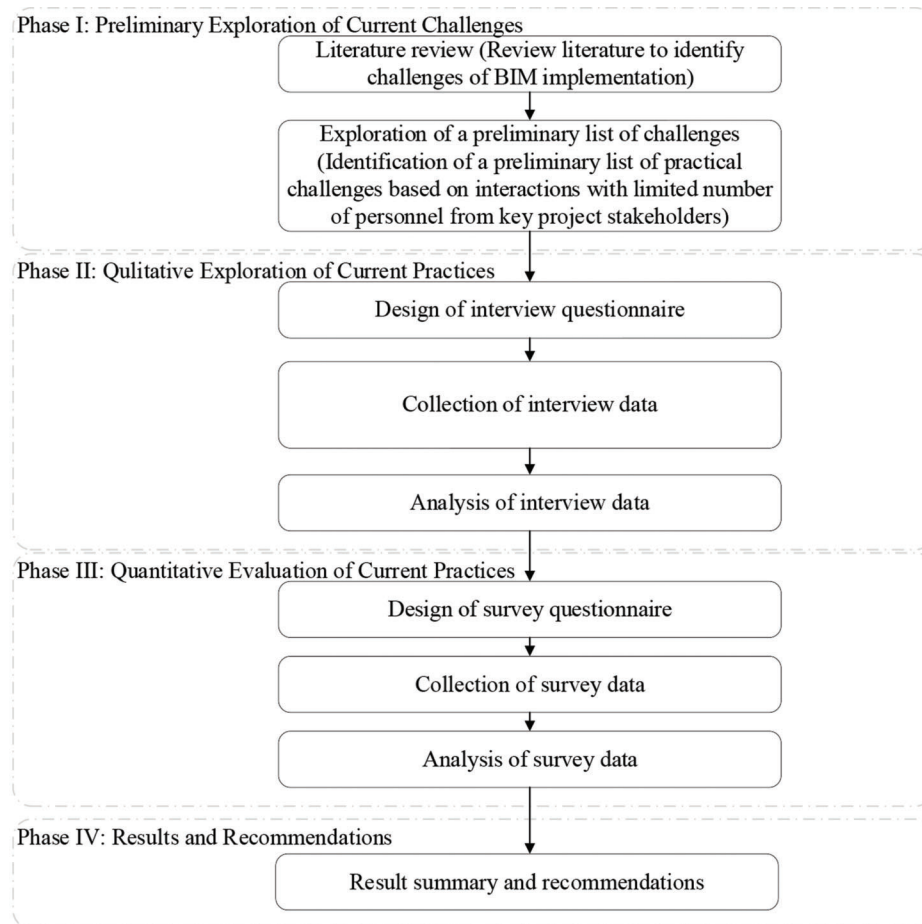 Phase I: Preliminary Exploration of Current Challenges
Literature review (Review literature to identify
challenges of BIM implementation)
Exploration of a preliminary list of challenges
(Identification of a preliminary list of practical
challenges based on interactions with limited number
of personnel from key project stakeholders)
Phase II: Qulitative Exploration of Current Practices
Design of interview questionnaire
Collection of interview data
Analysis of interview data
Phase III: Quantitative Evaluation of Current Practices
Design of survey questionnaire
Collection of survey data
Analysis of survey data
Phase IV: Results and Recommendations
Result summary and recommendations